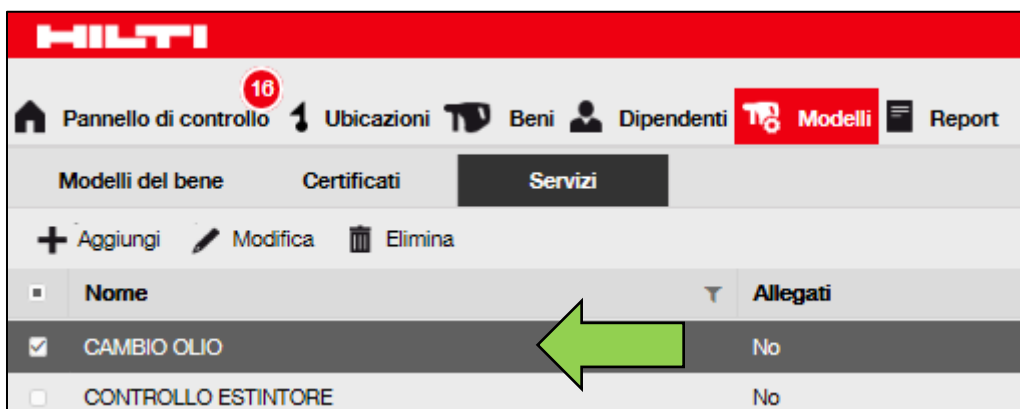 HILTI
16
Pannello di controllo Ubicazioni Beni Dipendenti Modelli Report
Modelli del bene Certificati Servizi
Aggiungi Modifica Elimina
Nome Allegati
CAMBIO OLIO No
CONTROLLO ESTINTORE No